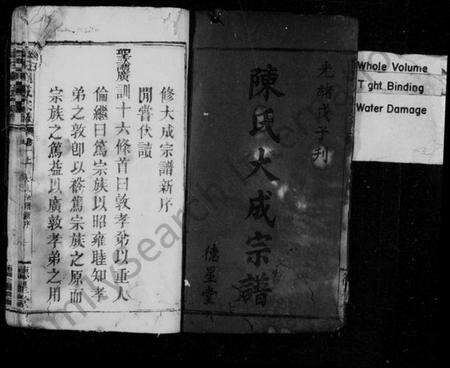 光緒戊子刋
陳氏大成宗譜
德星堂
Whole Volume
Tight Binding
Water Damage
修大成宗譜新序
聞嘗伏讀
聖諭廣訓十六條首曰敦孝弟以重人
倫繼曰篤宗族以昭雍睦知孝
弟之敦卽以裕篤宗族之原而
宗族之篤益以廣敦孝弟之用